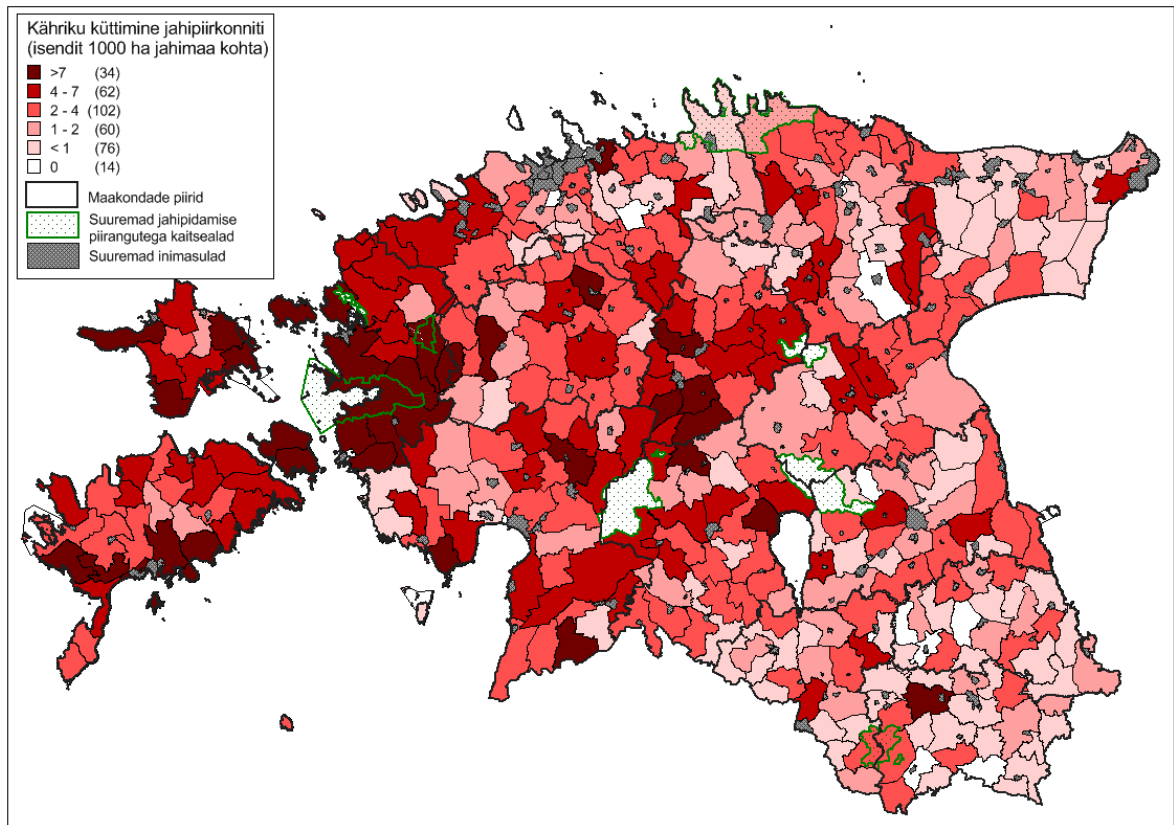 Kähriku küttimine jahipiirkonniti
(isendit 1000 ha jahimaa kohta)
>7 (34)
4 - 7 (62)
2 - 4 (102)
1 - 2 (60)
< 1 (76)
0 (14)
Maakondade piirid
Suuremad jahipidamise
piirangutega kaitsealad
Suuremad inimasulad